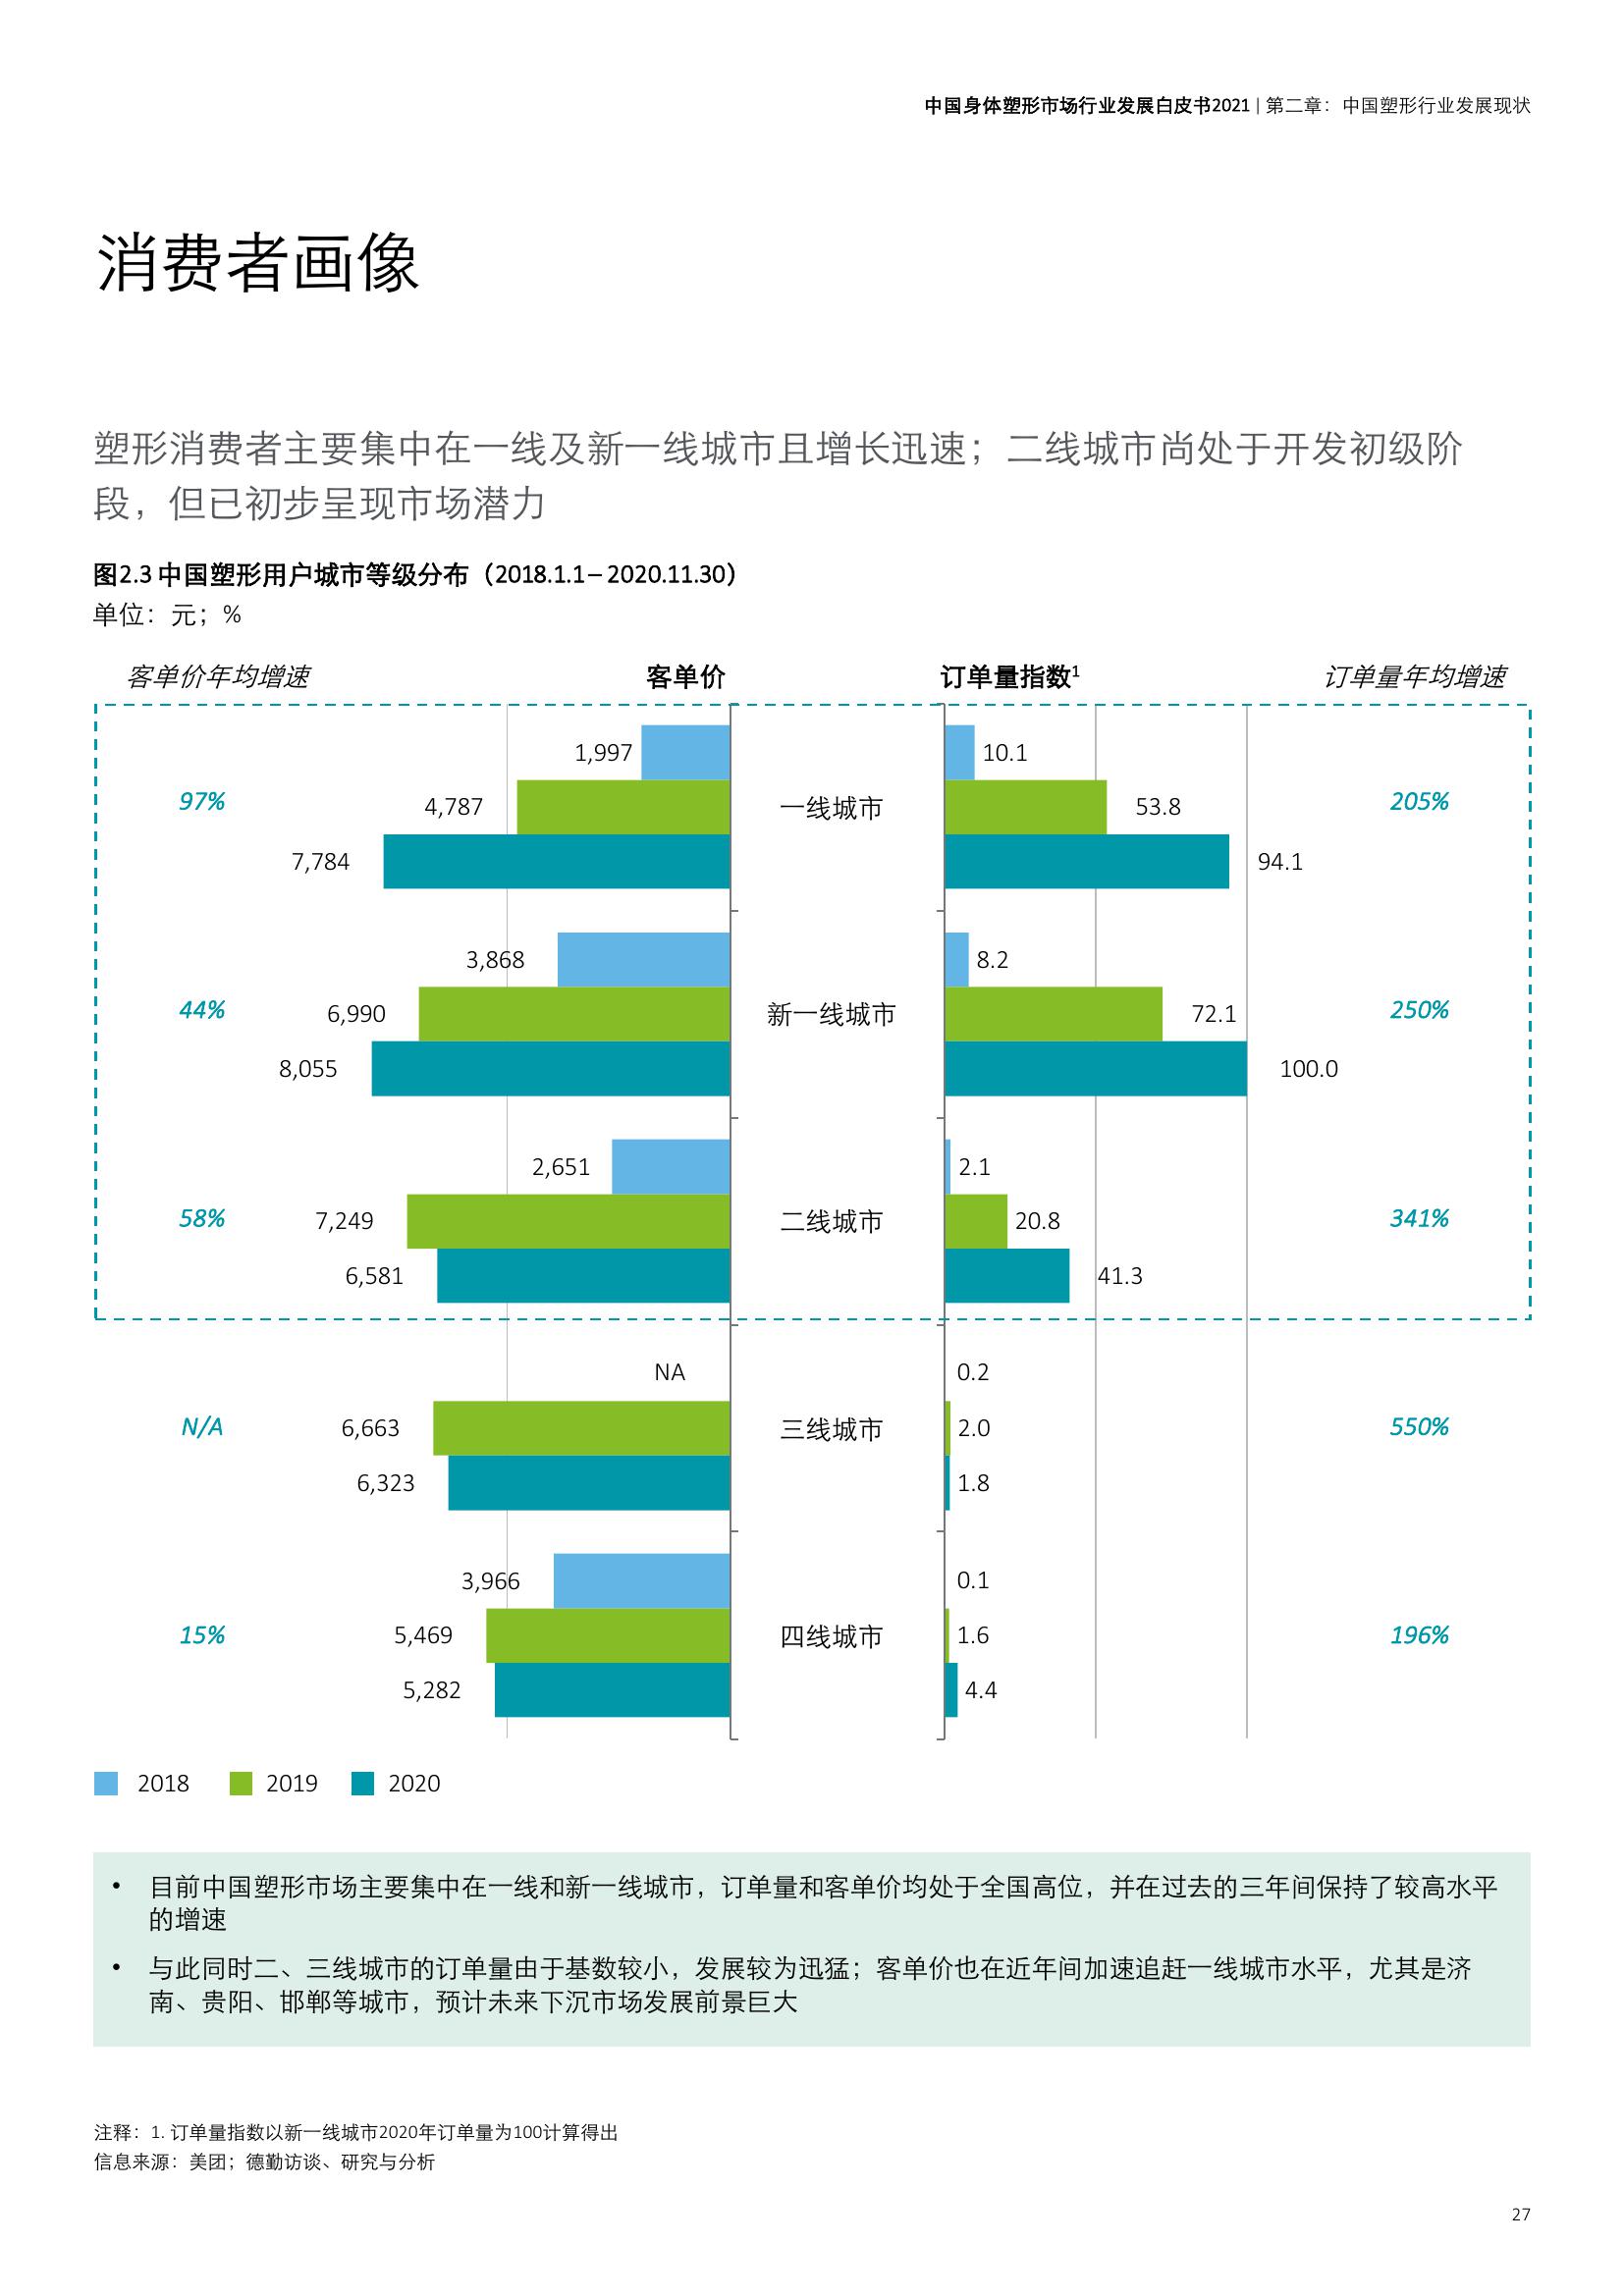 中国身体塑形市场行业发展白皮书2021 | 第二章：中国塑形行业发展现状
消费者画像
塑形消费者主要集中在一线及新一线城市且增长迅速；二线城市尚处于开发初级阶
段，但已初步呈现市场潜力
图2.3 中国塑形用户城市等级分布（2018.1.1– 2020.11.30）
单位：元；%
客单价年均增速 客单价 订单量指数1 订单量年均增速
1,997 10.1
97% 4,787 一线城市 53.8 205%
7,784 94.1
3,868 8.2
44% 6,990 新一线城市 72.1 250%
8,055 100.0
2,651 2.1
58% 7,249 二线城市 20.8 341%
6,581 41.3
NA 0.2
N/A 6,663 三线城市 2.0 550%
6,323 1.8
3,966 0.1
15% 5,469 四线城市 1.6 196%
5,282 4.4
2018 2019 2020
• 目前中国塑形市场主要集中在一线和新一线城市，订单量和客单价均处于全国高位，并在过去的三年间保持了较高水平
的增速
• 与此同时二、三线城市的订单量由于基数较小，发展较为迅猛；客单价也在近年间加速追赶一线城市水平，尤其是济
南、贵阳、邯郸等城市，预计未来下沉市场发展前景巨大
注释：1. 订单量指数以新一线城市2020年订单量为100计算得出
信息来源：美团；德勤访谈、研究与分析
27